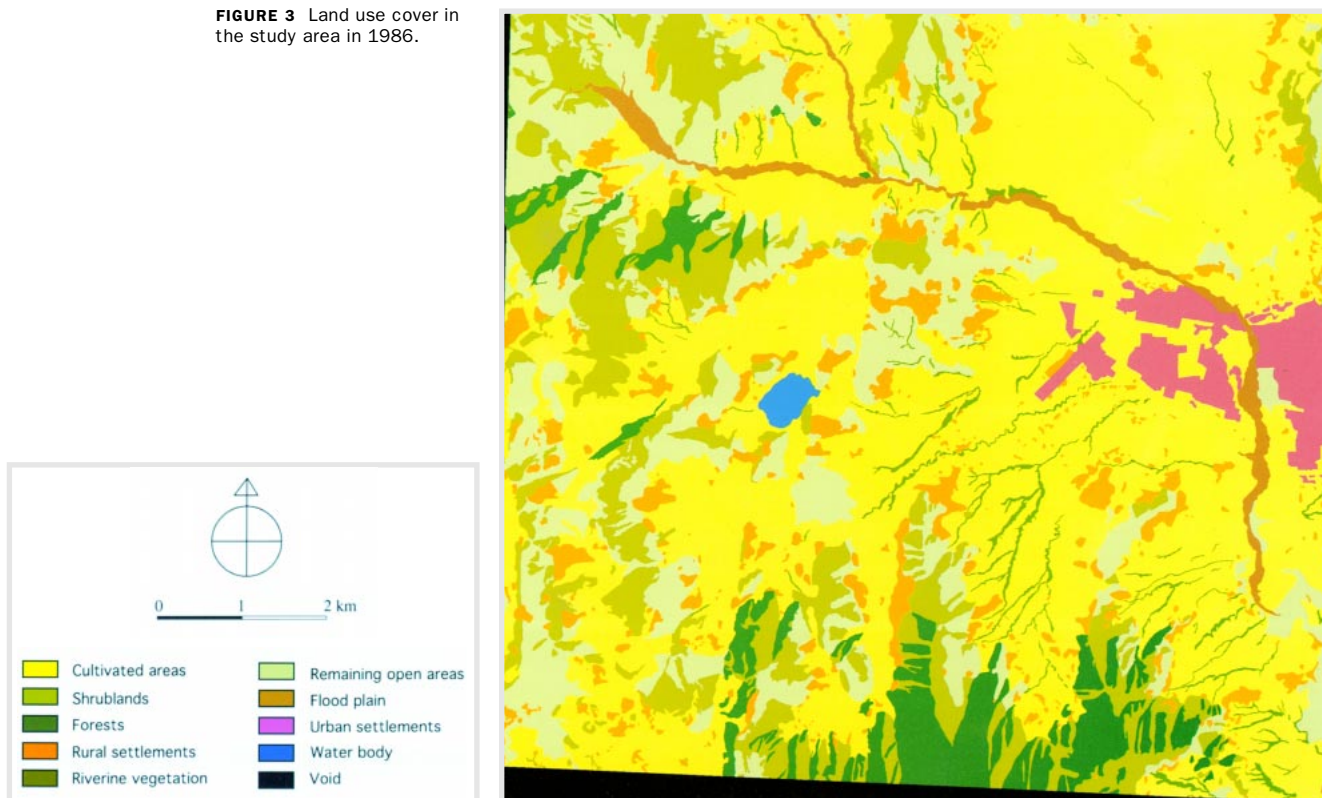 FIGURE 3 Land use cover in
the study area in 1986.
0 1 2 km
Cultivated areas
Shrublands
Forests
Rural settlements
Riverine vegetation
Remaining open areas
Flood plain
Urban settlements
Water body
Void